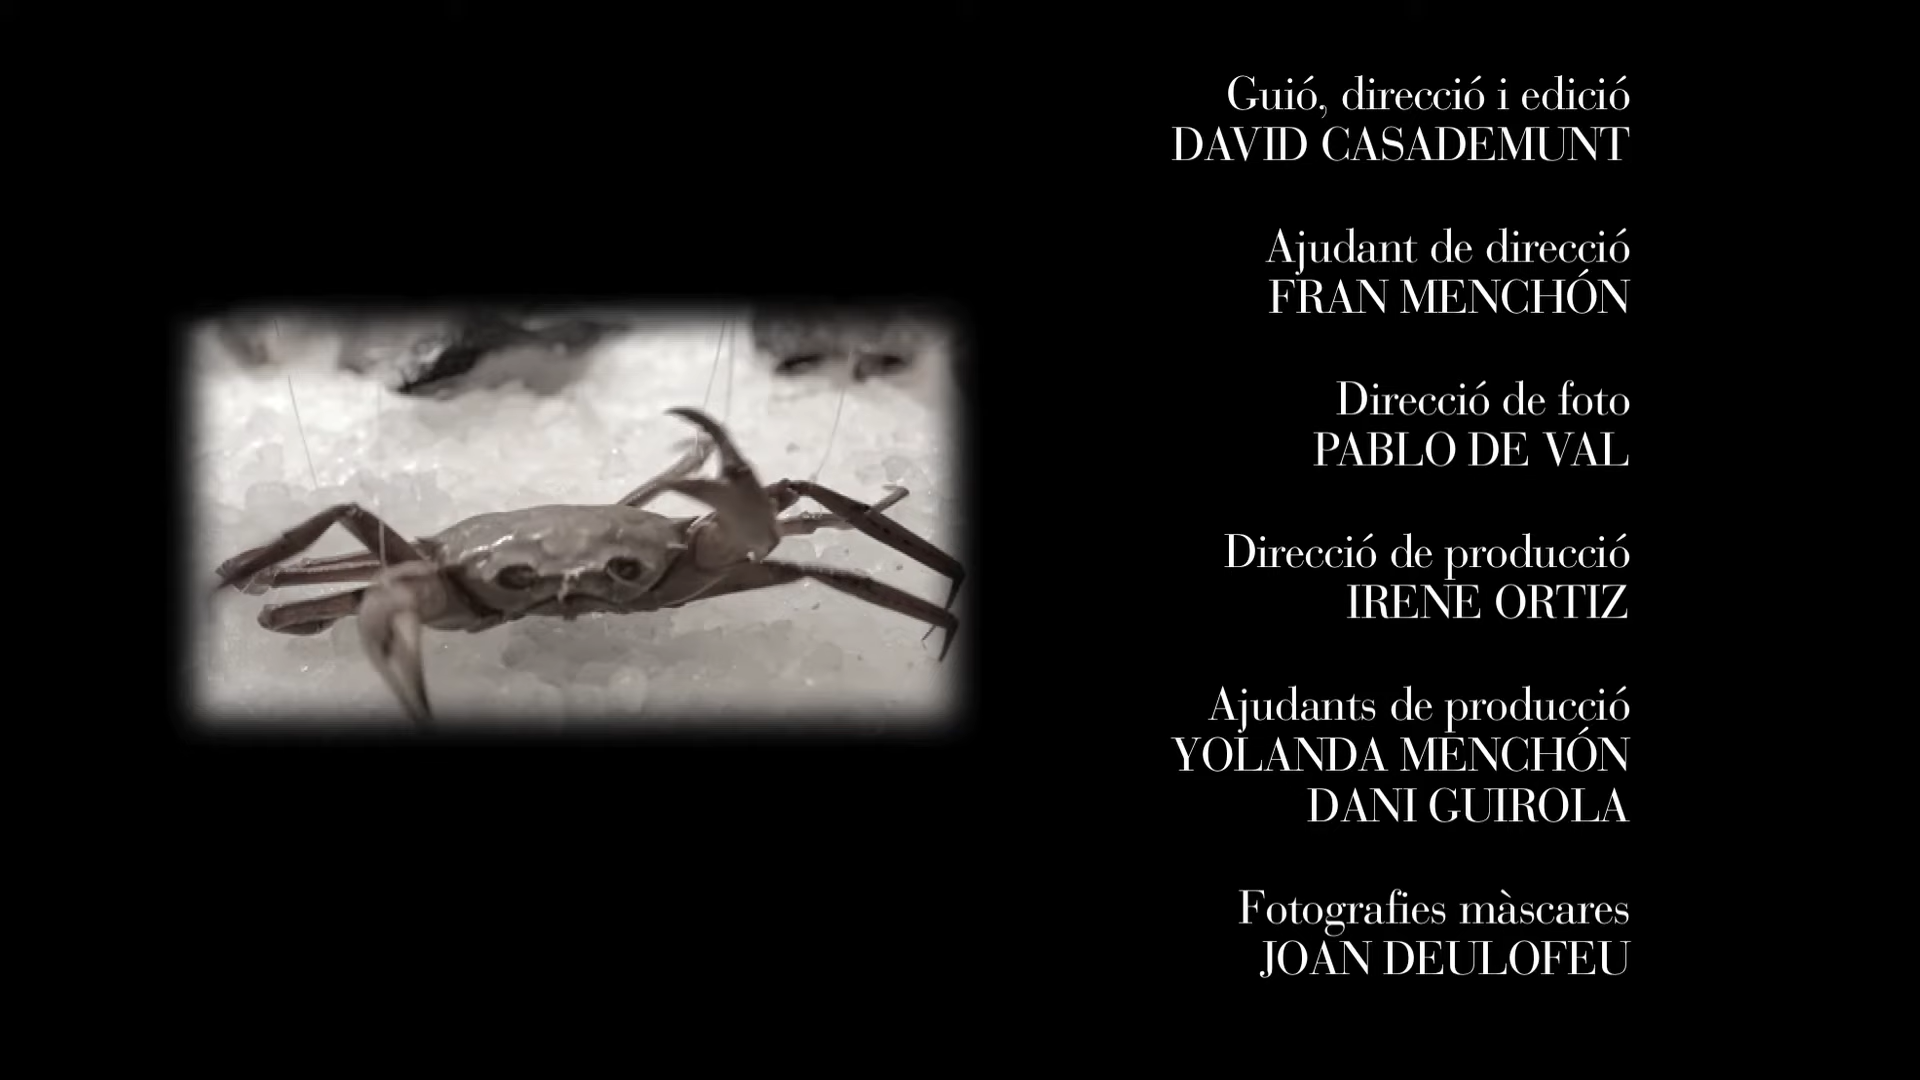 Guió, direcció i edició
DAVID CASADEMUNT
Ajudant de direcció
FRAN MENCHÓN
Direcció de foto
PABLO DE VAL
Direcció de producció
IRENE ORTIZ
Ajudants de producció
YOLANDA MENCHÓN
DANI GUIROLA
Fotografies màscares
JOAN DEULOFEU